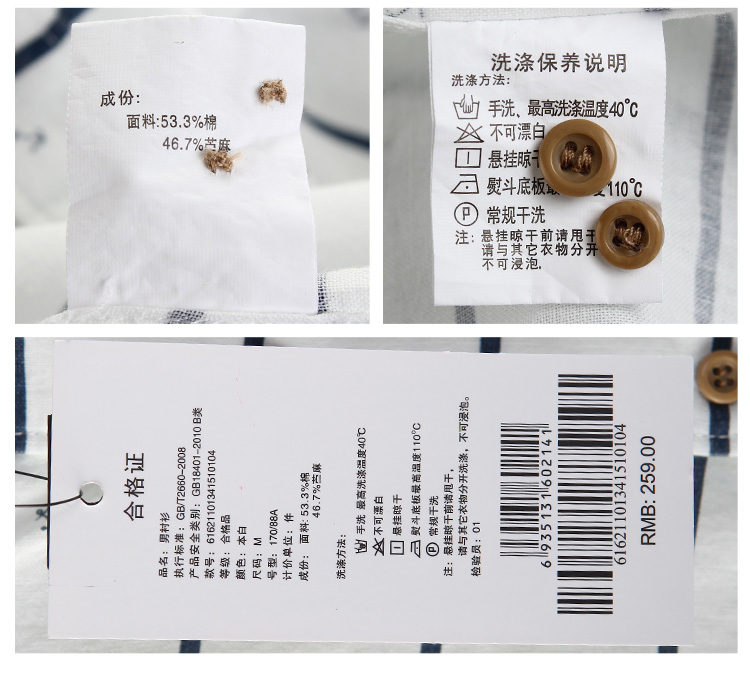 成份:
面料:53.3%棉
46.7%苎麻
洗涤保养说明
洗涤方法:
手洗、最高洗涤温度40℃
不可漂白
悬挂晾干
熨斗底板最 度110℃
P 常规干洗
注: 悬挂晾干前请甩干
请与其它衣物分开
不可浸泡.
合格证
品名: 男衬衫
执行标准: GB/T2660-2008
产品安全类别: GB18401-2010 B类
款号: 616211013415​10104
等级: 合格品
颜色: 本白
尺码: M
号型: 170/88A
计价单位: 件
成份: 面料: 53.3%棉
46.7%苎麻
洗涤方法:
手洗 最高洗涤温度40℃
不可漂白
悬挂晾干
熨斗底板最高温度110℃
P 常规干洗
注: 悬挂晾干前请甩干,
请与其它衣物分开洗涤, 不可浸泡。
检验员: 01
6935131602141
61621101341510104
RMB: 259.00